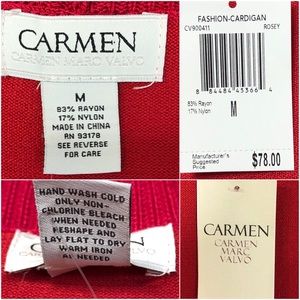 CARMEN
CARMEN MARC VALVO
M
83% RAYON
17% NYLON
MADE IN CHINA
RN 93178
SEE REVERSE
FOR CARE
FASHION-CARDIGAN
CV900411 ROSEY
8 84484 45366 4
83% Rayon
17% Nylon
M
Manufacturer's
Suggested
Price
$78.00
HAND WASH COLD
ONLY NON-
CHLORINE BLEACH
WHEN NEEDED
RESHAPE AND
LAY FLAT TO DRY
WARM IRON
AS NEEDED
CARMEN
CARMEN
MARC
VALVO